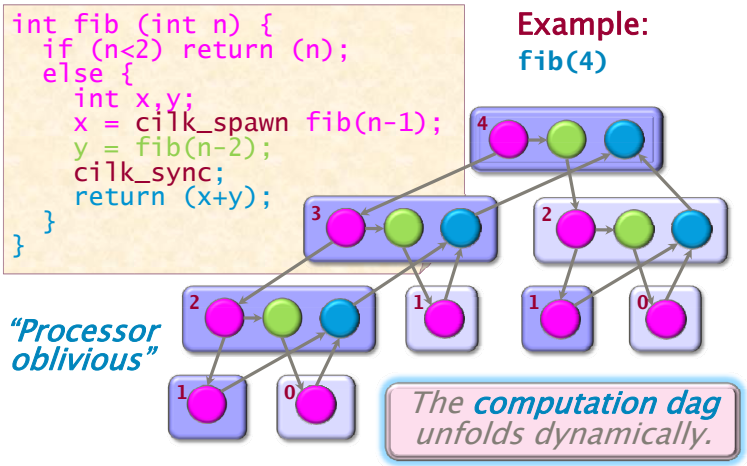 int fib (int n) {
  if (n<2) return (n);
  else {
    int x,y;
    x = cilk_spawn fib(n-1);
    y = fib(n-2);
    cilk_sync;
    return (x+y);
  }
}
Example:
fib(4)
4
3
2
2
1
1
0
1
0
“Processor
oblivious”
The computation dag
unfolds dynamically.